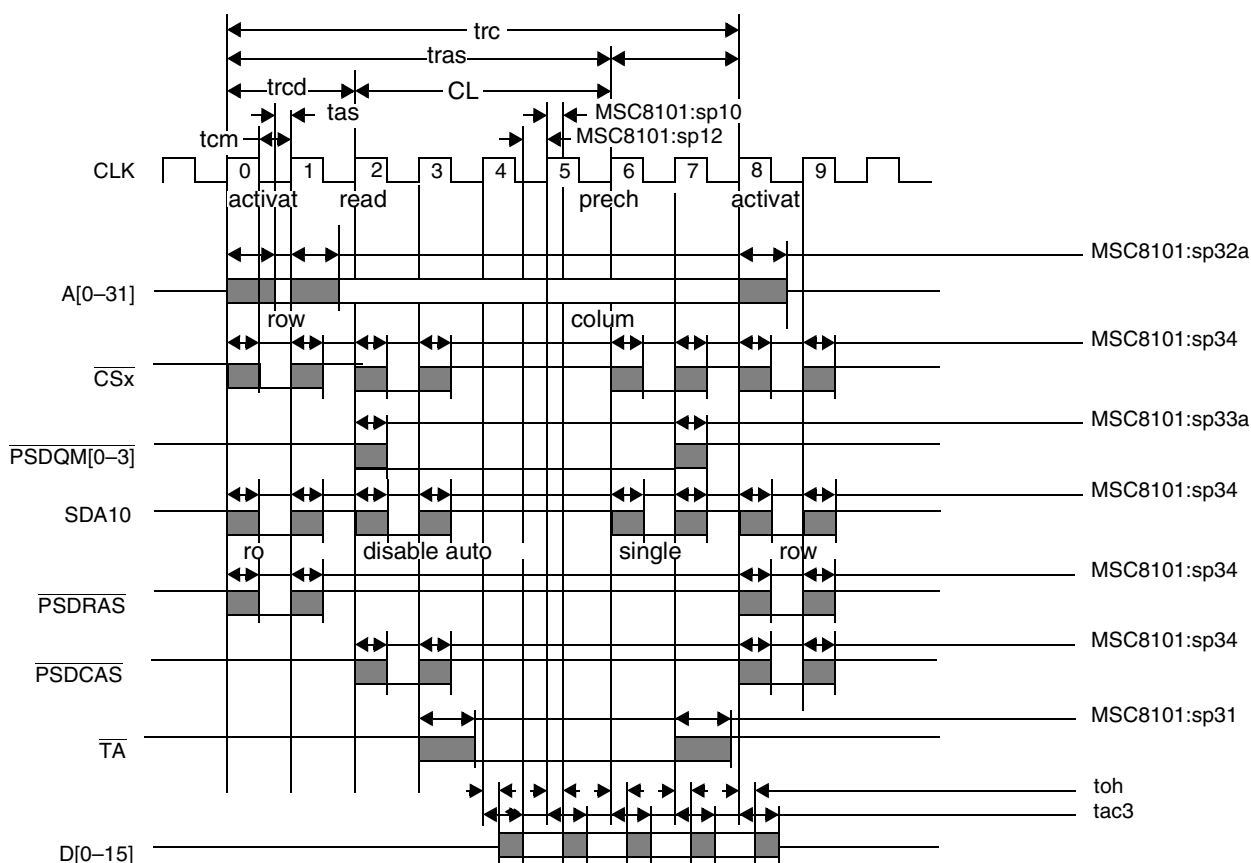 trc
tras
trcd CL
tas MSC8101:sp10
tcm MSC8101:sp12
CLK 0 1 2 3 4 5 6 7 8 9
activat read prech activat
MSC8101:sp32a
A[0–31]
row colum
MSC8101:sp34
CSx
MSC8101:sp33a
PSDQM[0–3]
MSC8101:sp34
SDA10
ro disable auto single row
MSC8101:sp34
PSDRAS
MSC8101:sp34
PSDCAS
MSC8101:sp31
TA
toh
tac3
D[0–15]